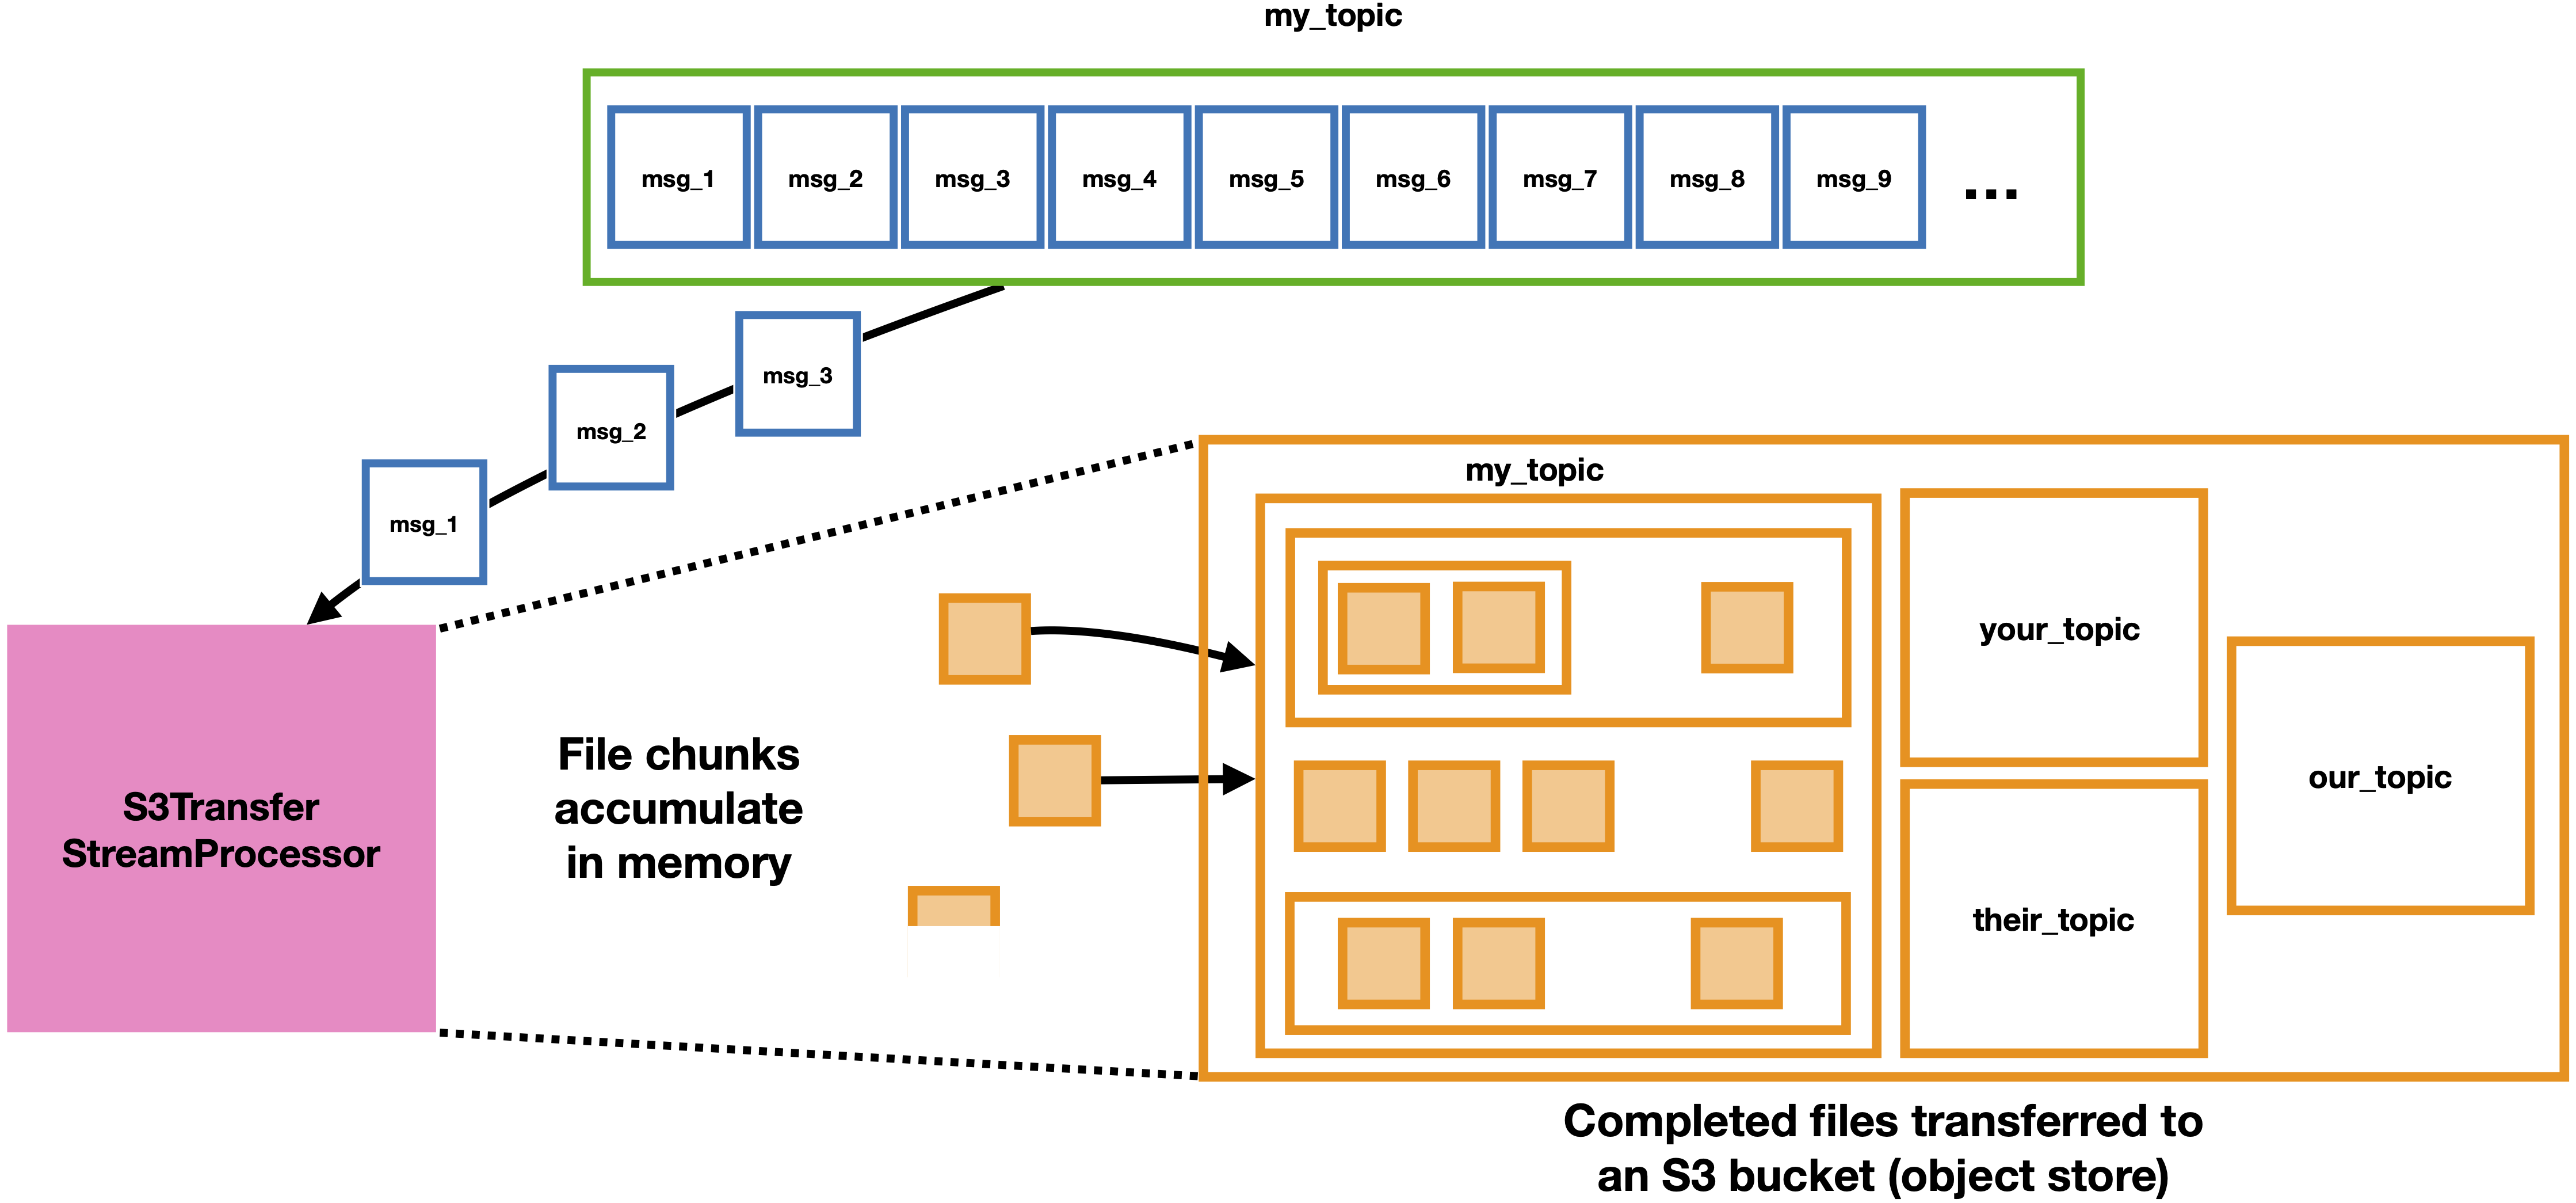 my_topic
msg_1 msg_2 msg_3 msg_4 msg_5 msg_6 msg_7 msg_8 msg_9 ...
msg_3
msg_2
msg_1
S3Transfer
StreamProcessor
File chunks
accumulate
in memory
my_topic
your_topic
their_topic
our_topic
Completed files transferred to
an S3 bucket (object store)